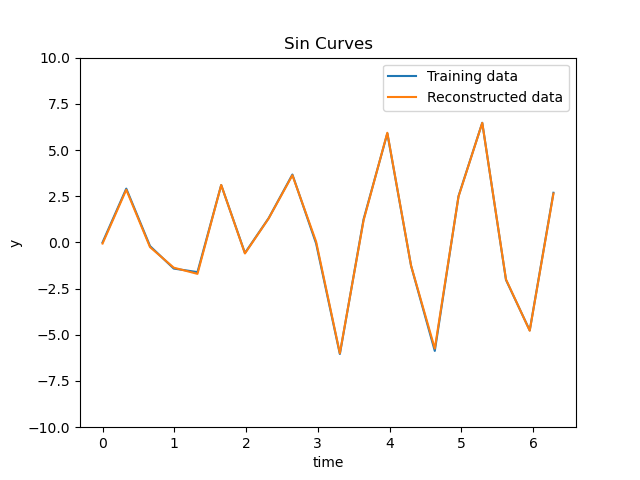 Sin Curves
Training data
Reconstructed data
10.0
7.5
5.0
2.5
0.0
−2.5
−5.0
−7.5
−10.0
y
0 1 2 3 4 5 6
time